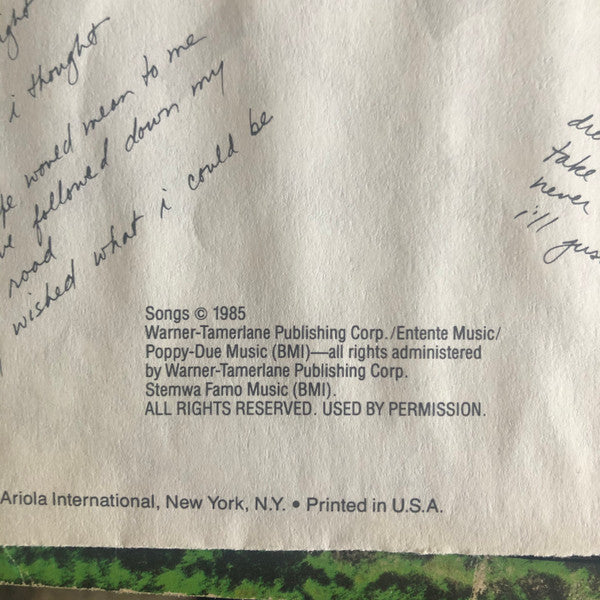 i thought
would mean to me
followed down my
road
wished what i could be
take
never
i'll
Songs © 1985
Warner-Tamerlane Publishing Corp./Entente Music/
Poppy-Due Music (BMI)—all rights administered
by Warner-Tamerlane Publishing Corp.
Stemwa Famo Music (BMI).
ALL RIGHTS RESERVED. USED BY PERMISSION.
Ariola International, New York, N.Y. • Printed in U.S.A.